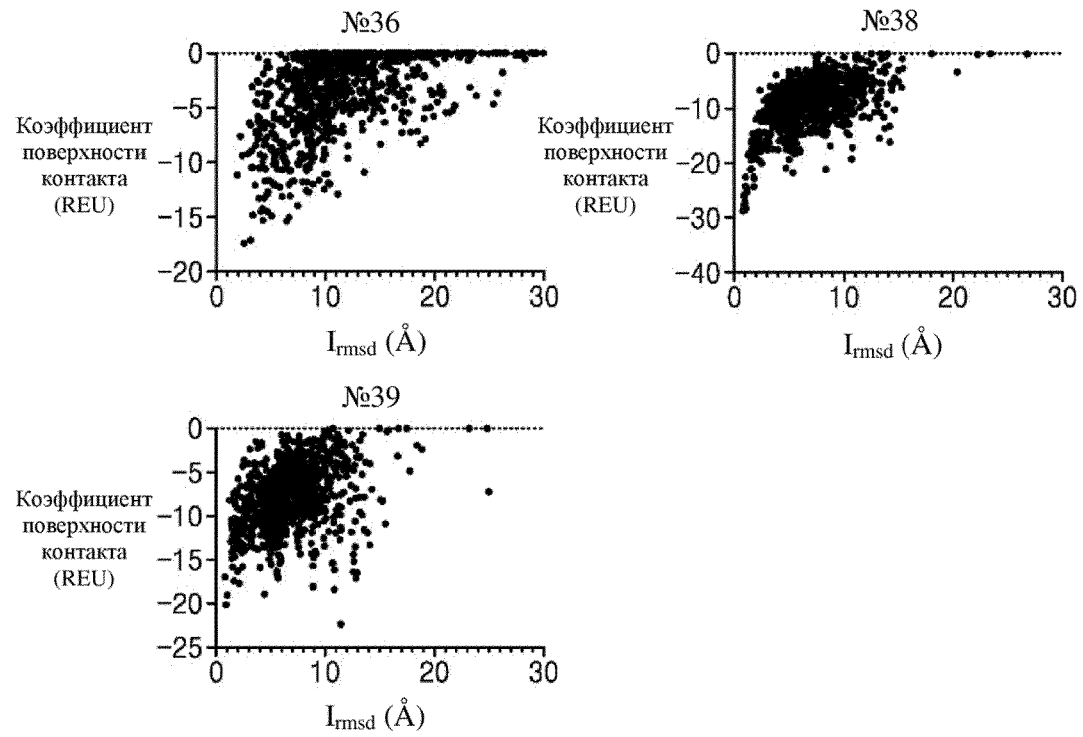 №36
0
−5
−10
−15
−20
Коэффициент
поверхности
контакта
(REU)
0 10 20 30
Irmsd (Å)
№38
0
−10
−20
−30
−40
Коэффициент
поверхности
контакта
(REU)
0 10 20 30
Irmsd (Å)
№39
0
−5
−10
−15
−20
−25
Коэффициент
поверхности
контакта
(REU)
0 10 20 30
Irmsd (Å)